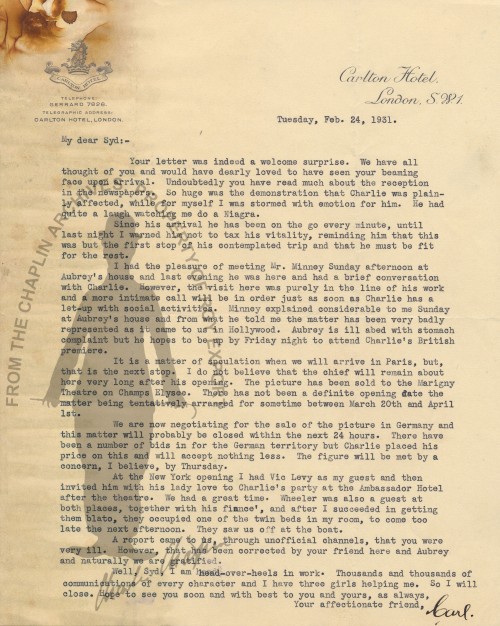 CARLTON HOTEL
TELEPHONE:
GERRARD 7926.
TELEGRAPHIC ADDRESS:
CARLTON HOTEL, LONDON.
Carlton Hotel,
London, S.W.1.
Tuesday, Feb. 24, 1931.
My dear Syd:-
Your letter was indeed a welcome surprise. We have all
thought of you and would have dearly loved to have seen your beaming
face upon arrival. Undoubtedly you have read much about the reception
in the newspapers. So huge was the demonstration that Charlie was plain-
ly affected, while for myself I was stormed with emotion for him. He had
quite a laugh watching me do a Niagra.
Since his arrival he has been on the go every minute, until
last night I warned him not to tax his vitality, reminding him that this
was but the first stop of his contemplated trip and that he must be fit
for the rest.
I had the pleasure of meeting Mr. Minney Sunday afternoon at
Aubrey's house and last evening he was here and had a brief conversation
with Charlie. However, the visit here was purely in the line of his work
and a more intimate call will be in order just as soon as Charlie has a
let-up with social activities. Minney explained considerable to me Sunday
at Aubrey's house and from what he told me the matter has been very badly
represented as it came to us in Hollywood. Aubrey is ill abed with stomach
complaint but he hopes to be up by Friday night to attend Charlie's British
premiere.
It is a matter of speculation when we will arrive in Paris, but,
that is the next stop. I do not believe that the chief will remain about
here very long after his opening. The picture has been sold to the Marigny
Theatre on Champs Elysee. There has not been a definite opening date the
matter being tentatively arranged for sometime between March 20th and April
1st.
We are now negotiating for the sale of the picture in Germany and
this matter will probably be closed within the next 24 hours. There have
been a number of bids in for the German territory but Charlie placed his
price on this and will accept nothing less. The figure will be met by a
concern, I believe, by Thursday.
At the New York opening I had Vic Levy as my guest and then
invited him with his lady love to Charlie's party at the Ambassador Hotel
after the theatre. We had a great time. Wheeler was also a guest at
both places, together with his fiance', and after I succeeded in getting
them blato, they occupied one of the twin beds in my room, to come too
late the next afternoon. They saw us off at the boat.
A report came to us, through unofficial channels, that you were
very ill. However, that has been corrected by your friend here and Aubrey
and naturally we are gratified.
Well, Syd, I am head-over-heels in work. Thousands and thousands of
communications of every character and I have three girls helping me. So I will
close. Hope to see you soon and with best to you and yours, as always,
Your affectionate friend,
Carl.
FROM THE CHAPLIN ARCHIVES